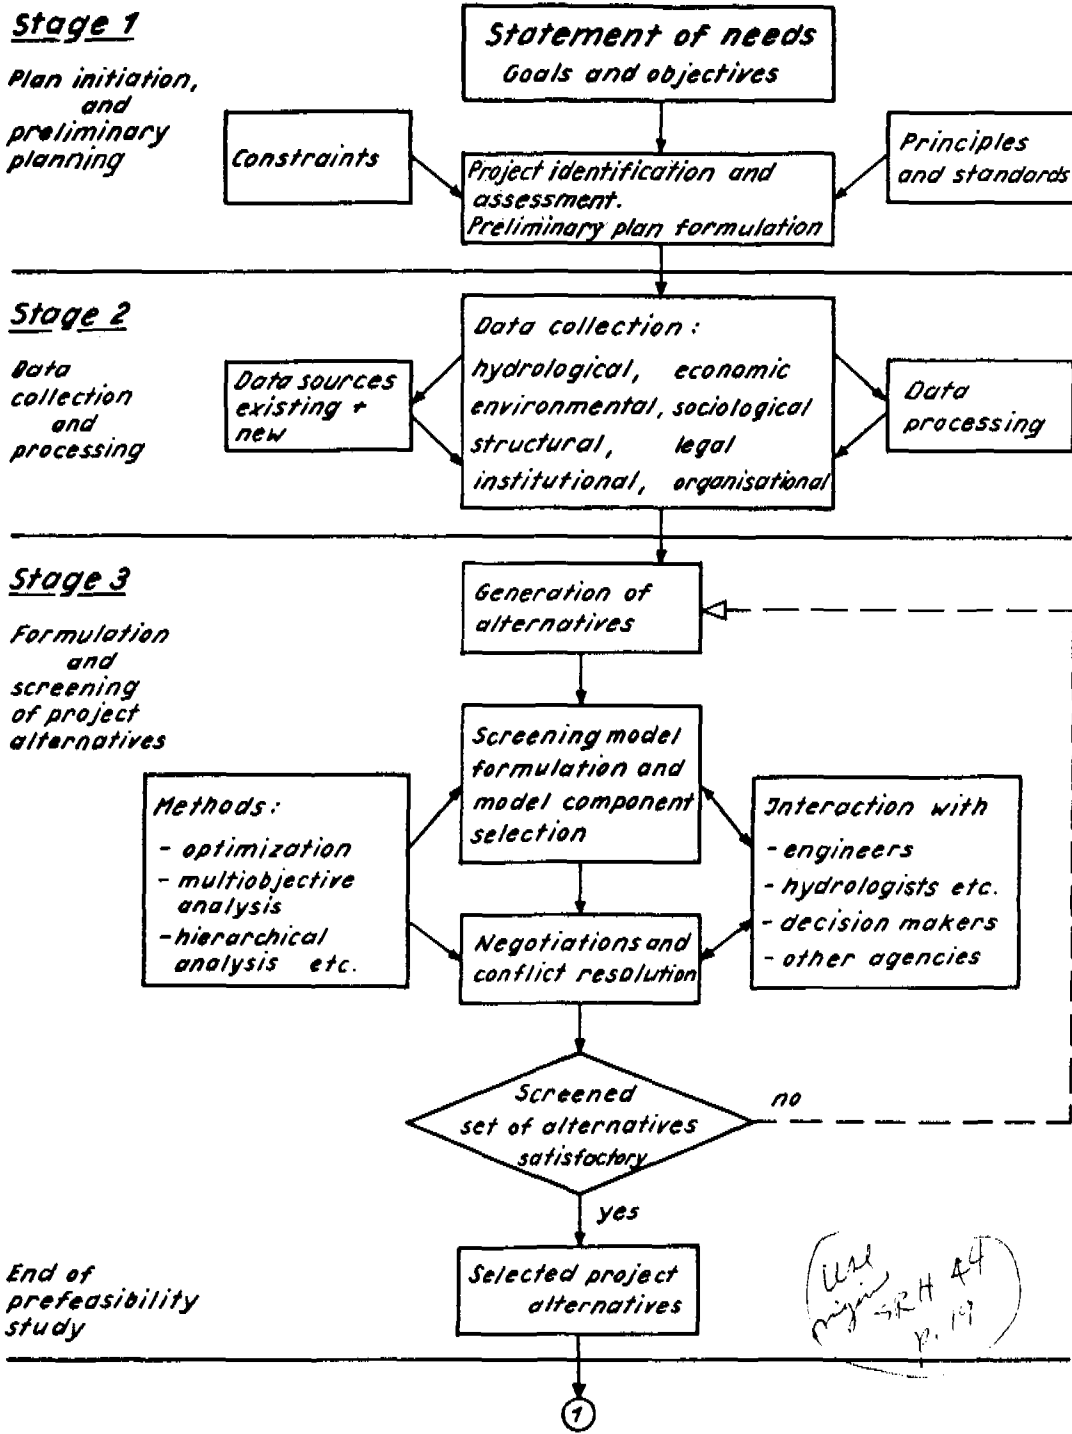 Stage 1
Plan initiation,
and
preliminary
planning
Statement of needs
Goals and objectives
Constraints
Principles
and standards
Project identification and
assessment.
Preliminary plan formulation
Stage 2
Data
collection
and
processing
Data collection :
hydrological, economic
environmental, sociological
structural, legal
institutional, organisational
Data sources
existing +
new
Data
processing
Stage 3
Formulation
and
screening
of project
alternatives
Generation of
alternatives
Screening model
formulation and
model component
selection
Methods:
- optimization
- multiobjective
analysis
- hierarchical
analysis etc.
Interaction with
- engineers
- hydrologists etc.
- decision makers
- other agencies
Negotiations and
conflict resolution
Screened
set of alternatives
satisfactory
no
yes
End of
prefeasibility
study
Selected project
alternatives
Use
SRH 44
p. 19
1